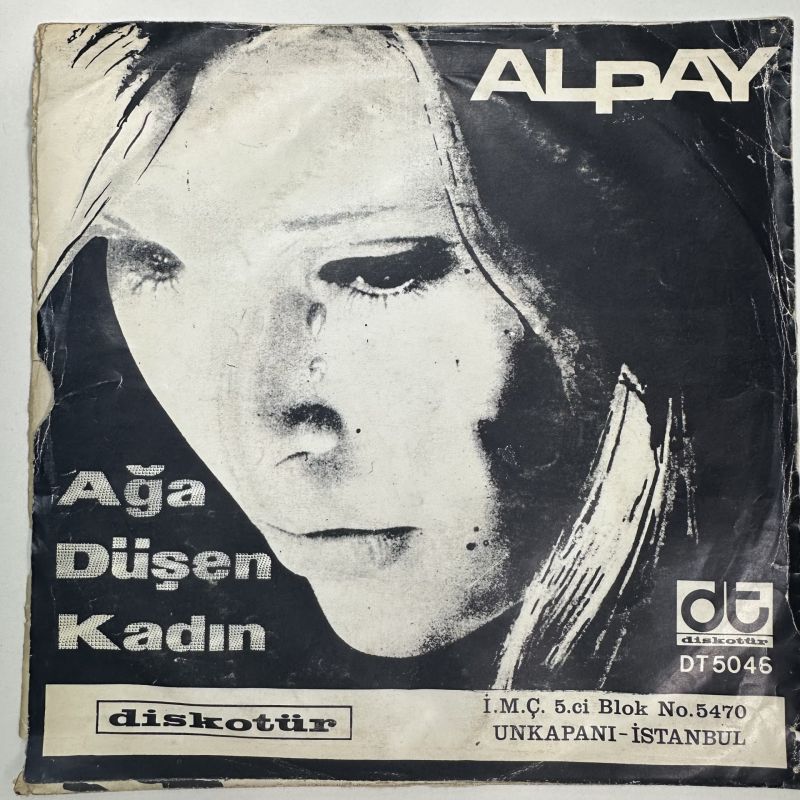 ALPAY
Ağa
Düşen
Kadın
dt
diskotür
DT 5046
diskotür
İ.M.Ç. 5.ci Blok No.5470
UNKAPANI-İSTANBUL